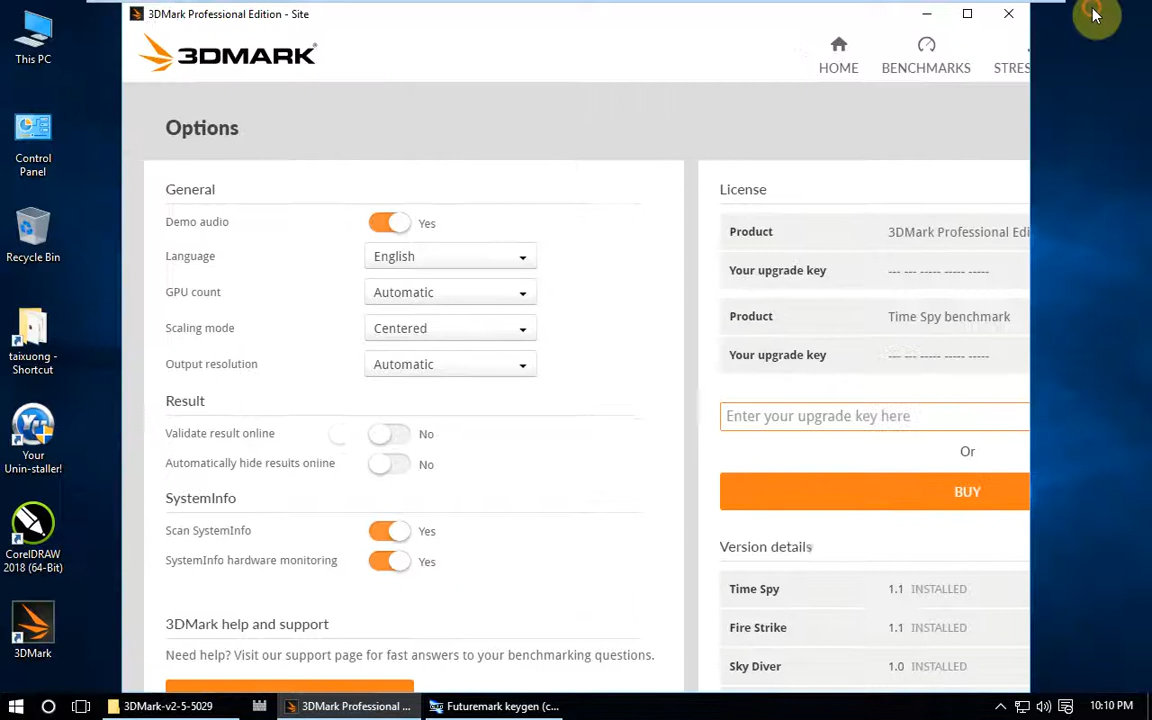 This PC
Control
Panel
Recycle Bin
taixuong -
Shortcut
Your
Unin-staller!
CorelDRAW
2018 (64-Bit)
3DMark
3DMark Professional Edition - Site
3DMARK
HOME
BENCHMARKS
STRES
Options
General
Demo audio
Yes
Language
English
GPU count
Automatic
Scaling mode
Centered
Output resolution
Automatic
Result
Validate result online
No
Automatically hide results online
No
SystemInfo
Scan SystemInfo
Yes
SystemInfo hardware monitoring
Yes
3DMark help and support
Need help? Visit our support page for fast answers to your benchmarking questions.
License
Product
3DMark Professional Edi
Your upgrade key
--- --- ----- ----- -----
Product
Time Spy benchmark
Your upgrade key
--- --- ----- ----- -----
Enter your upgrade key here
Or
BUY
Version details
Time Spy
1.1 INSTALLED
Fire Strike
1.1 INSTALLED
Sky Diver
1.0 INSTALLED
3DMark-v2-5-5029
3DMark Professional ...
Futuremark keygen (c...
10:10 PM